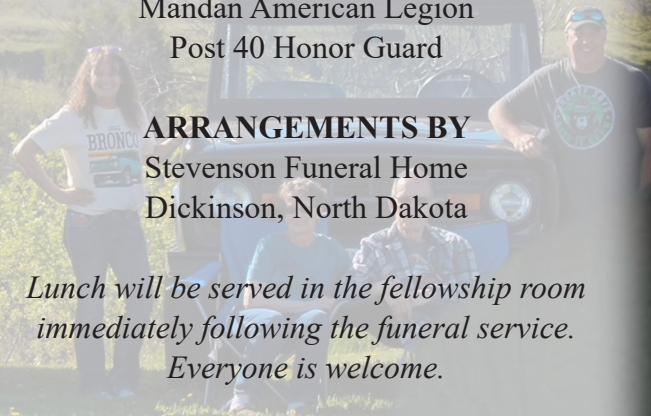 Mandan American Legion
Post 40 Honor Guard
ARRANGEMENTS BY
Stevenson Funeral Home
Dickinson, North Dakota
BRONCO
Lunch will be served in the fellowship room
immediately following the funeral service.
Everyone is welcome.